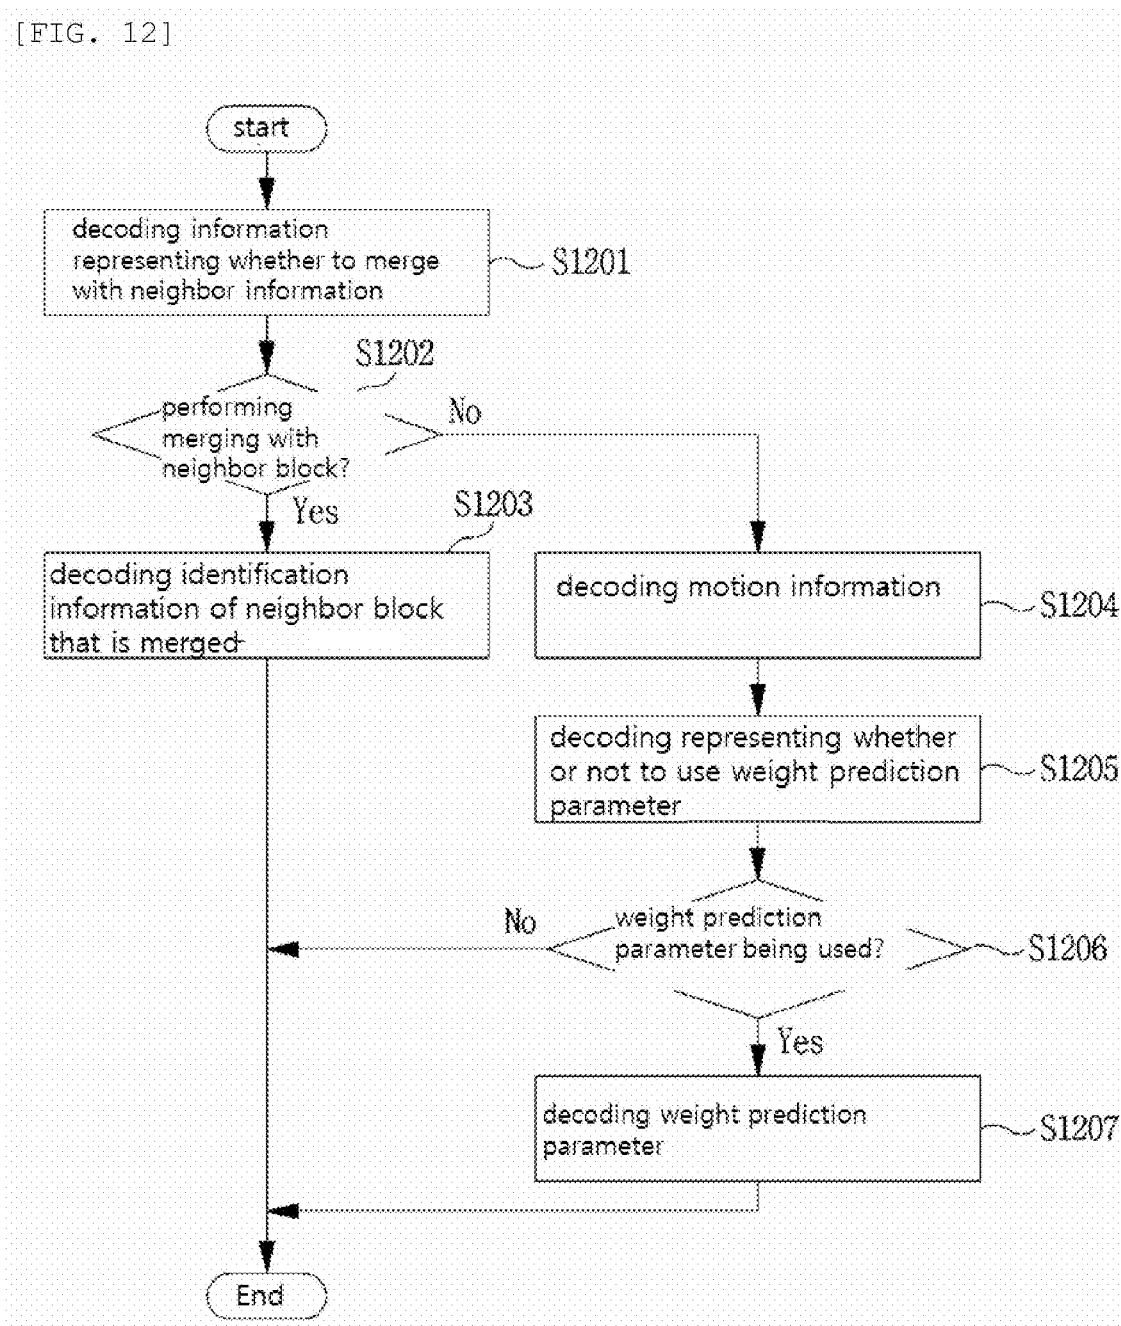 [FIG. 12]
start
decoding information
representing whether to merge
with neighbor information
S1201
S1202
performing
merging with
neighbor block?
No
Yes
S1203
decoding identification
information of neighbor block
that is merged
decoding motion information
S1204
decoding representing whether
or not to use weight prediction
parameter
S1205
weight prediction
parameter being used?
No
S1206
Yes
decoding weight prediction
parameter
S1207
End